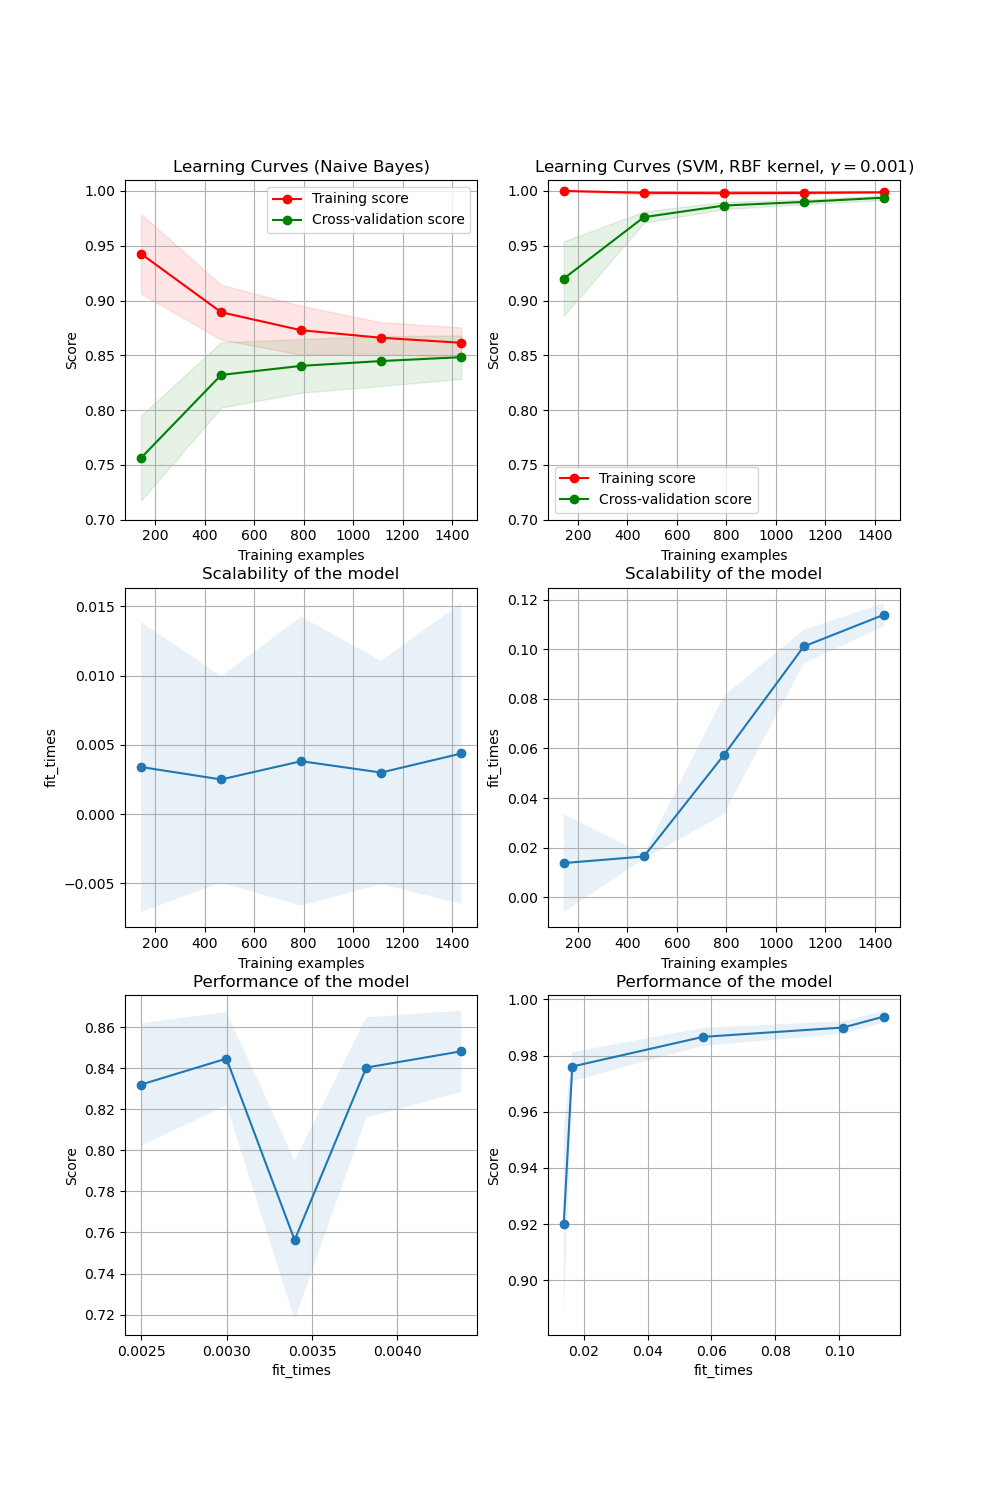 Learning Curves (Naive Bayes)
1.00
0.95
0.90
0.85
0.80
0.75
0.70
Score
Training score
Cross-validation score
200 400 600 800 1000 1200 1400
Training examples
Learning Curves (SVM, RBF kernel, γ = 0.001)
1.00
0.95
0.90
0.85
0.80
0.75
0.70
Score
Training score
Cross-validation score
200 400 600 800 1000 1200 1400
Training examples
Scalability of the model
0.015
0.010
0.005
0.000
−0.005
fit_times
200 400 600 800 1000 1200 1400
Training examples
Scalability of the model
0.12
0.10
0.08
0.06
0.04
0.02
0.00
fit_times
200 400 600 800 1000 1200 1400
Training examples
Performance of the model
0.86
0.84
0.82
0.80
0.78
0.76
0.74
0.72
Score
0.0025 0.0030 0.0035 0.0040
fit_times
Performance of the model
1.00
0.98
0.96
0.94
0.92
0.90
Score
0.02 0.04 0.06 0.08 0.10
fit_times